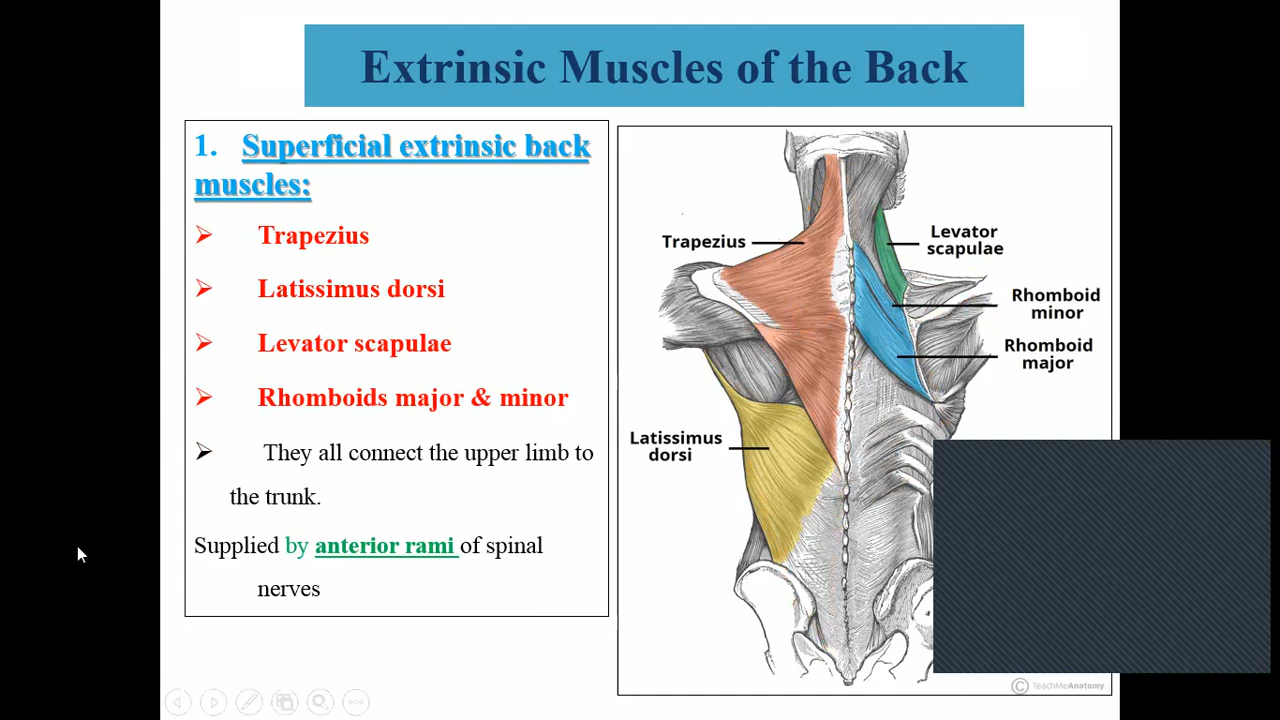 Extrinsic Muscles of the Back
1. Superficial extrinsic back
muscles:
Trapezius
Latissimus dorsi
Levator scapulae
Rhomboids major & minor
They all connect the upper limb to
the trunk.
Supplied by anterior rami of spinal
nerves
Trapezius
Levator
scapulae
Rhomboid
minor
Rhomboid
major
Latissimus
dorsi
© TeachMeAnatomy